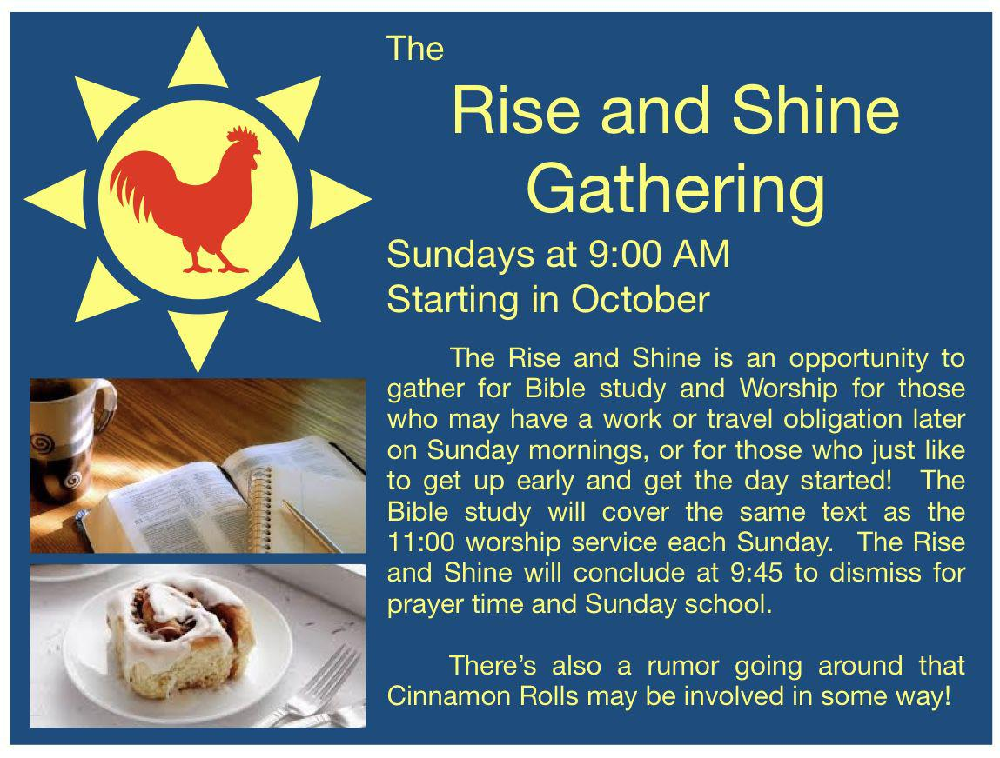 The
Rise and Shine
Gathering
Sundays at 9:00 AM
Starting in October
The Rise and Shine is an opportunity to
gather for Bible study and Worship for those
who may have a work or travel obligation later
on Sunday mornings, or for those who just like
to get up early and get the day started!  The
Bible study will cover the same text as the
11:00 worship service each Sunday.  The Rise
and Shine will conclude at 9:45 to dismiss for
prayer time and Sunday school.
There’s also a rumor going around that
Cinnamon Rolls may be involved in some way!